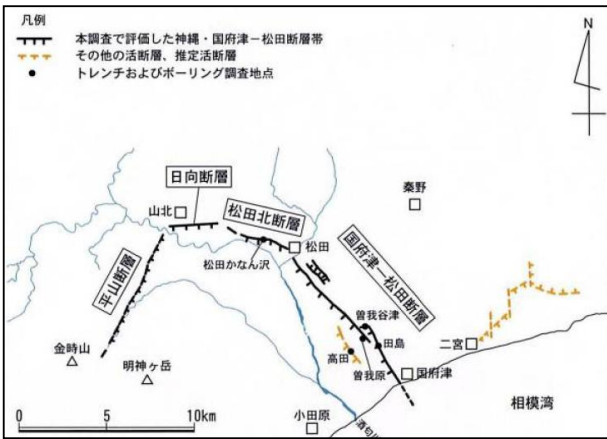 凡例
本調査で評価した神縄・国府津−松田断層帯
その他の活断層、推定活断層
トレンチおよびボーリング調査地点
N
日向断層
山北
松田北断層
秦野
松田
松田かなん沢
国府津−松田断層
平山断層
曽我谷津
田島
二宮
高田
曽我原
金時山
明神ヶ岳
国府津
小田原
酒匂川
相模湾
0 5 10km